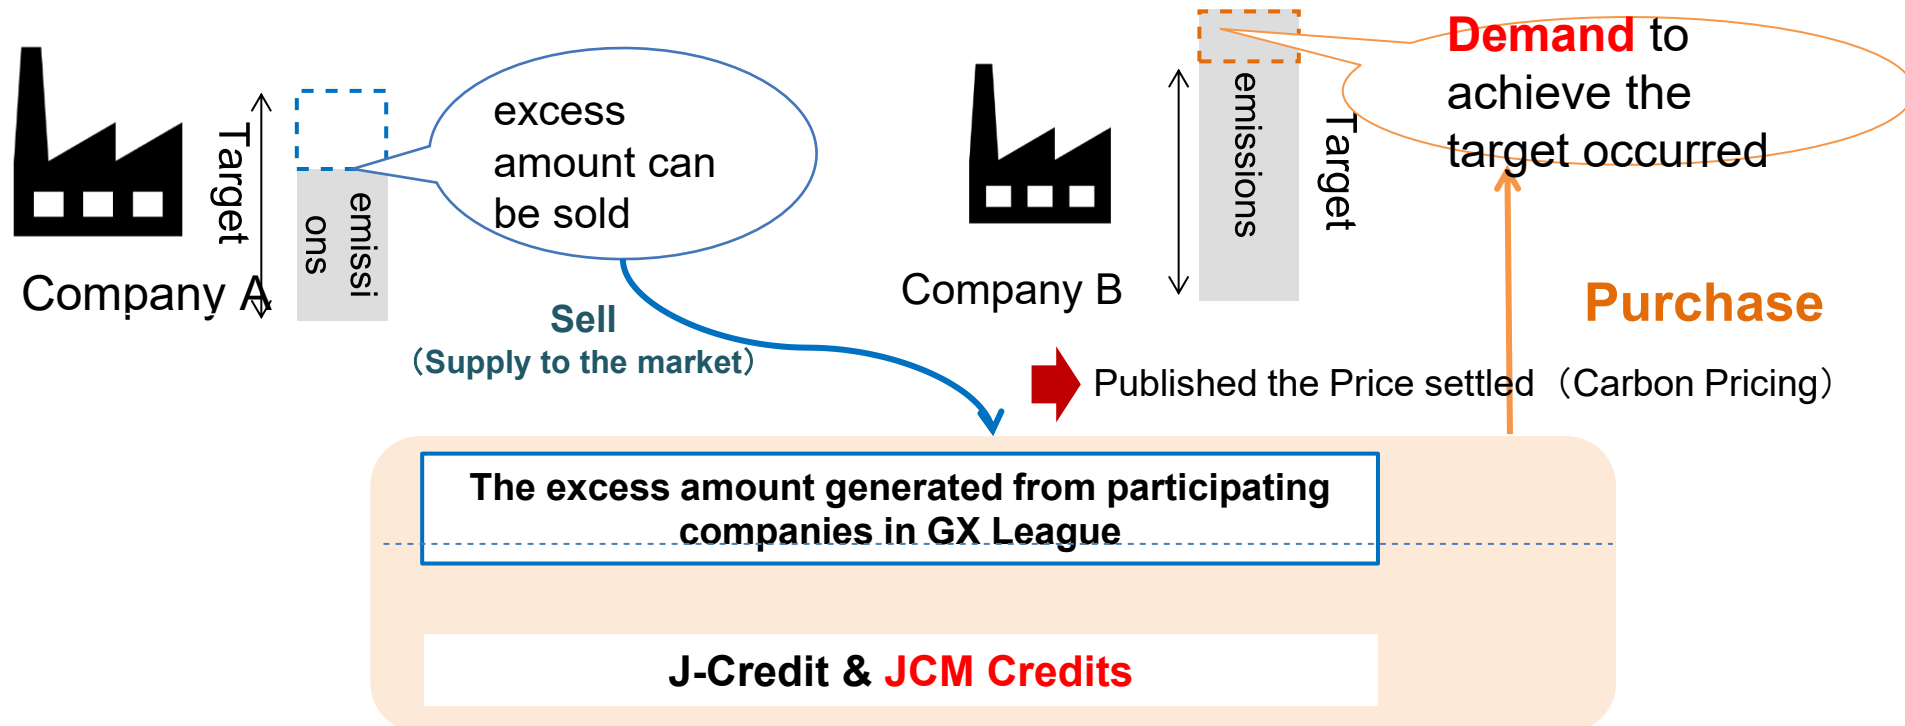 Target
emissi
ons
Company A
excess
amount can
be sold
emissions
Target
Company B
Demand to
achieve the
target occurred
Sell
（Supply to the market）
Purchase
Published the Price settled（Carbon Pricing）
The excess amount generated from participating
companies in GX League
J-Credit & JCM Credits